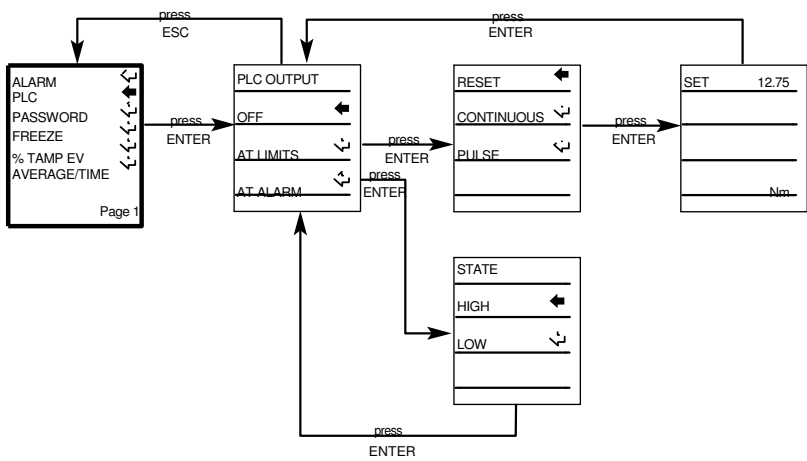 press
ESC
press
ENTER
ALARM
PLC
PASSWORD
FREEZE
% TAMP EV
AVERAGE/TIME
Page 1
press
ENTER
PLC OUTPUT
OFF
AT LIMITS
AT ALARM
press
ENTER
press
ENTER
RESET
CONTINUOUS
PULSE
press
ENTER
SET 12.75
Nm
STATE
HIGH
LOW
press
ENTER